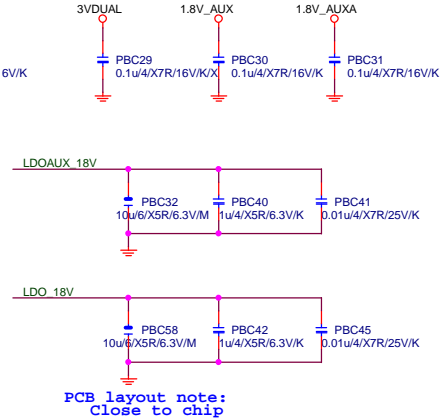 3VDUAL 1.8V_AUX 1.8V_AUXA
PBC29 PBC30 PBC31
6V/K 0.1u/4/X7R/16V/K/X 0.1u/4/X7R/16V/K 0.1u/4/X7R/16V/K
LDOAUX_18V
PBC32 PBC40 PBC41
10u/6/X5R/6.3V/M 1u/4/X5R/6.3V/K 0.01u/4/X7R/25V/K
LDO_18V
PBC58 PBC42 PBC45
10u/6/X5R/6.3V/M 1u/4/X5R/6.3V/K 0.01u/4/X7R/25V/K
PCB layout note:
Close to chip